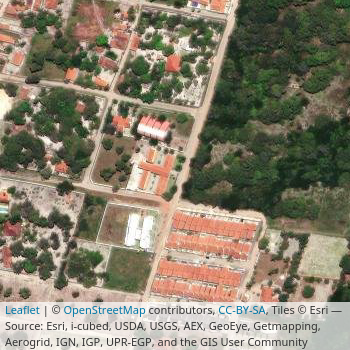 Leaflet | © OpenStreetMap contributors, CC-BY-SA, Tiles © Esri —
Source: Esri, i-cubed, USDA, USGS, AEX, GeoEye, Getmapping,
Aerogrid, IGN, IGP, UPR-EGP, and the GIS User Community